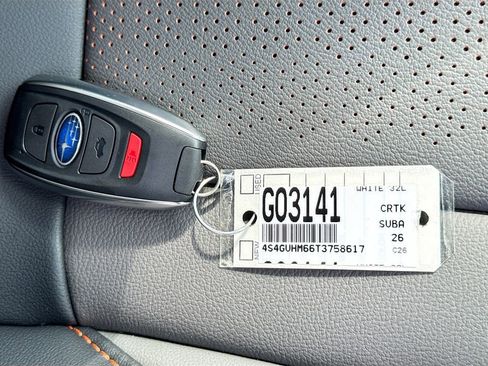 USED
WHITE 32L
G03141
CRTK
SUBA
26
4S4GUHM66T3758617
C26
NEW